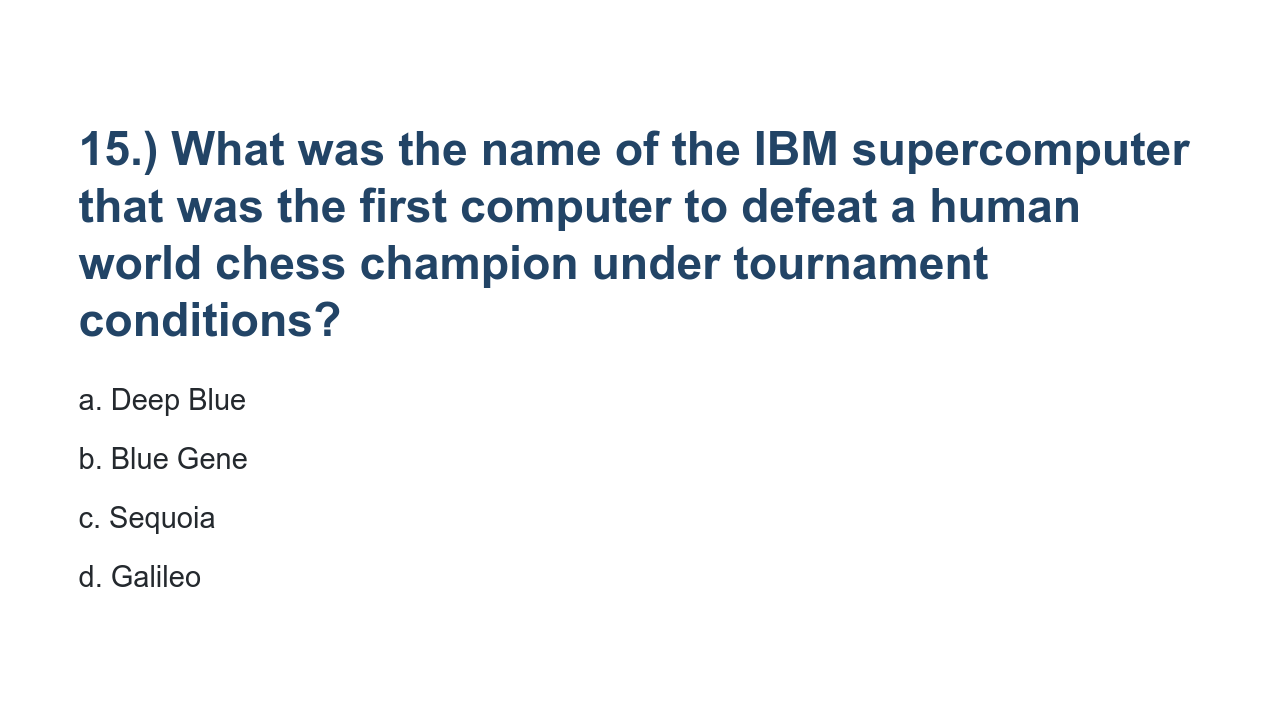 15.) What was the name of the IBM supercomputer
that was the first computer to defeat a human
world chess champion under tournament
conditions?
a. Deep Blue
b. Blue Gene
c. Sequoia
d. Galileo